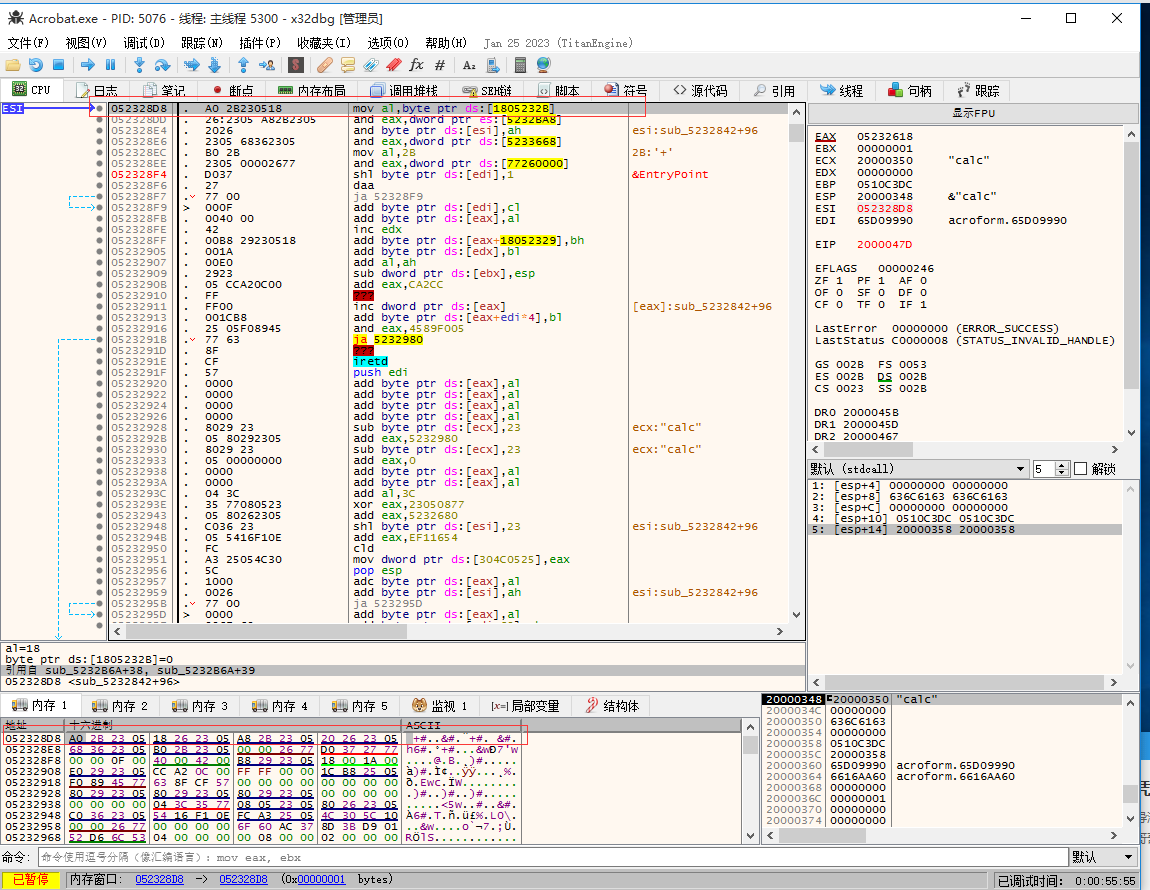 Acrobat.exe - PID: 5076 - 线程: 主线程 5300 - x32dbg [管理员]
文件(F) 视图(V) 调试(D) 跟踪(N) 插件(P) 收藏夹(I) 选项(O) 帮助(H) Jan 25 2023 (TitanEngine)
CPU 日志 笔记 断点 内存布局 调用堆栈 SEH链 脚本 符号 源代码 引用 线程 句柄 跟踪
ESI
052328D8 . A0 2B230518 mov al,byte ptr ds:[1805232B]
052328DD . 26:2305 A82B2305 and eax,dword ptr es:[5232BA8]
052328E4 . 2026 and byte ptr ds:[esi],ah esi:sub_5232842+96
052328E6 . 2305 68362305 and eax,dword ptr ds:[5233668]
052328EC . B0 2B mov al,2B 2B:'+'
052328EE . 2305 00002677 and eax,dword ptr ds:[77260000]
052328F4 . D037 shl byte ptr ds:[edi],1 &EntryPoint
052328F6 . 27 daa
052328F7 . 77 00 ja 52328F9
052328F9 > 000F add byte ptr ds:[edi],cl
052328FB . 0040 00 add byte ptr ds:[eax],al
052328FE . 42 inc edx
052328FF . 00B8 29230518 add byte ptr ds:[eax+18052329],bh
05232905 . 001A add byte ptr ds:[edx],bl
05232907 . 00E0 add al,ah
05232909 . 2923 sub dword ptr ds:[ebx],esp
0523290B . 05 CCA20C00 add eax,CA2CC
05232910 . FF ???
05232911 . FF00 inc dword ptr ds:[eax] [eax]:sub_5232842+96
05232913 . 001CB8 add byte ptr ds:[eax+edi*4],bl
05232916 . 25 05F08945 and eax,4589F005
0523291B . 77 63 ja 5232980
0523291D . 8F ???
0523291E . CF iretd
0523291F . 57 push edi
05232920 . 0000 add byte ptr ds:[eax],al
05232922 . 0000 add byte ptr ds:[eax],al
05232924 . 0000 add byte ptr ds:[eax],al
05232926 . 0000 add byte ptr ds:[eax],al
05232928 . 8029 23 sub byte ptr ds:[ecx],23 ecx:"calc"
0523292B . 05 80292305 add eax,5232980
05232930 . 8029 23 sub byte ptr ds:[ecx],23 ecx:"calc"
05232933 . 05 00000000 add eax,0
05232938 . 0000 add byte ptr ds:[eax],al
0523293A . 0000 add byte ptr ds:[eax],al
0523293C . 04 3C add al,3C
0523293E . 35 77080523 xor eax,23050877
05232943 . 05 80262305 add eax,5232680
05232948 . C036 23 shl byte ptr ds:[esi],23 esi:sub_5232842+96
0523294B . 05 5416F10E add eax,EF11654
05232950 . FC cld
05232951 . A3 25054C30 mov dword ptr ds:[304C0525],eax
05232956 . 5C pop esp
05232957 . 1000 adc byte ptr ds:[eax],al
05232959 . 0026 add byte ptr ds:[esi],ah esi:sub_5232842+96
0523295B . 77 00 ja 523295D
0523295D > 0000 add byte ptr ds:[eax],al
显示FPU
EAX 05232618
EBX 00000001
ECX 20000350 "calc"
EDX 00000000
EBP 0510C3DC
ESP 20000348 &"calc"
ESI 052328D8
EDI 65D09990 acroform.65D09990
EIP 2000047D
EFLAGS 00000246
ZF 1 PF 1 AF 0
OF 0 SF 0 DF 0
CF 0 TF 0 IF 1
LastError 00000000 (ERROR_SUCCESS)
LastStatus C0000008 (STATUS_INVALID_HANDLE)
GS 002B FS 0053
ES 002B DS 002B
CS 0023 SS 002B
DR0 2000045B
DR1 2000045D
DR2 20000467
默认 (stdcall) 5 解锁
1: [esp+4] 00000000 00000000
2: [esp+8] 636C6163 636C6163
3: [esp+C] 00000000 00000000
4: [esp+10] 0510C3DC 0510C3DC
5: [esp+14] 20000358 20000358
al=18
byte ptr ds:[1805232B]=0
引用自 sub_5232B6A+38, sub_5232B6A+39
052328D8 <sub_5232842+96>
内存 1 内存 2 内存 3 内存 4 内存 5 监视 1 [x=] 局部变量 结构体
地址 十六进制 ASCII
052328D8 A0 2B 23 05 18 26 23 05 A8 2B 23 05 20 26 23 05
052328E8 68 36 23 05 B0 2B 23 05 00 00 26 77 D0 37 27 77
052328F8 00 00 0F 00 40 00 42 00 B8 29 23 05 18 00 1A 00
05232908 E0 29 23 05 CC A2 0C 00 FF FF 00 00 1C B8 25 05
05232918 F0 89 45 77 63 8F CF 57 00 00 00 00 00 00 00 00
05232928 80 29 23 05 80 29 23 05 80 29 23 05 00 00 00 00
05232938 00 00 00 00 04 3C 35 77 08 05 23 05 80 26 23 05
05232948 C0 36 23 05 54 16 F1 0E FC A3 25 05 4C 30 5C 10
05232958 00 00 26 77 00 00 00 00 6F 60 AC 37 8D 3B D9 01
05232968 52 D6 6C 53 04 00 00 00 00 08 00 00 02 00 00 00
20000348 20000350 "calc"
2000034C 00000000
20000350 636C6163
20000354 00000000
20000358 0510C3DC
2000035C 20000358
20000360 65D09990 acroform.65D09990
20000364 6616AA60 acroform.6616AA60
20000368 00000000
2000036C 00000001
20000370 00000000
20000374 00000000
命令: 命令使用逗号分隔（像汇编语言）: mov eax, ebx 默认
已暂停 内存窗口: 052328D8 -> 052328D8 (0x00000001 bytes) 已调试时间: 0:00:55:55